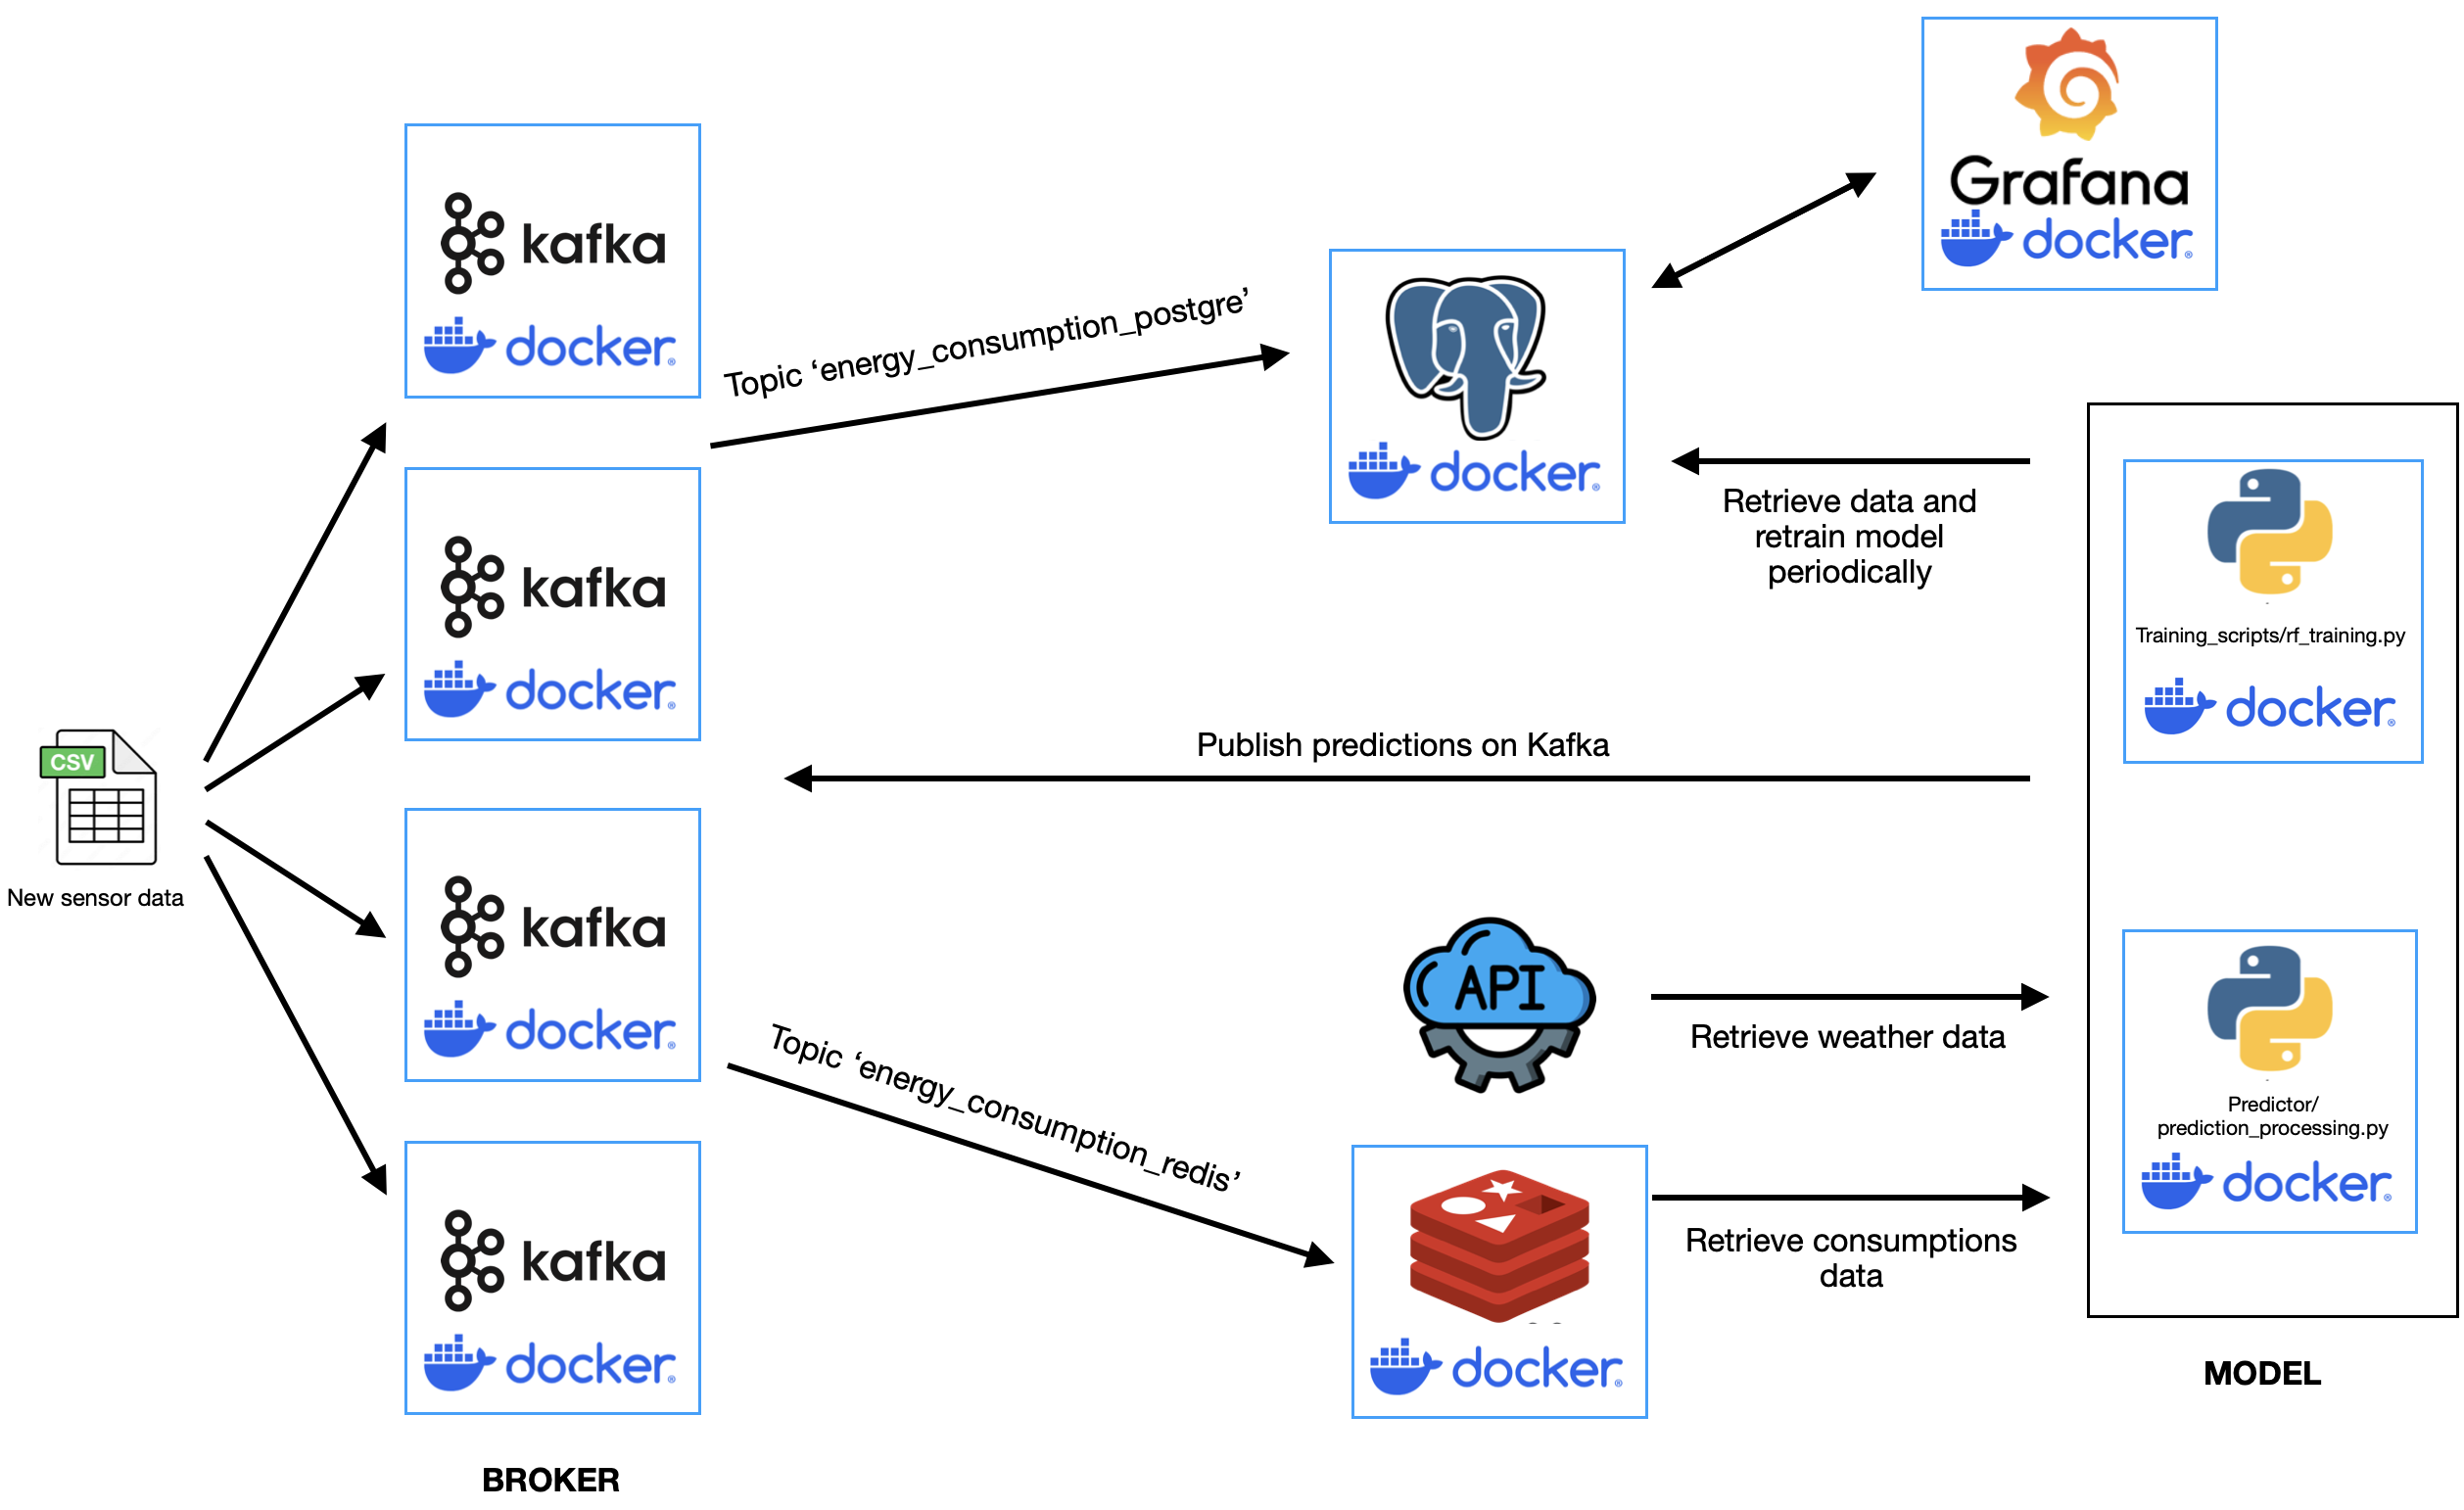 CSV
New sensor data
kafka
docker
kafka
docker
kafka
docker
kafka
docker
BROKER
Topic ‘energy_consumption_postgre’
docker
Grafana
docker
Retrieve data and
retrain model
periodically
Publish predictions on Kafka
Topic ‘energy_consumption_redis’
API
Retrieve weather data
docker
Retrieve consumptions
data
Training_scripts/rf_training.py
docker
Predictor/
prediction_processing.py
docker
MODEL